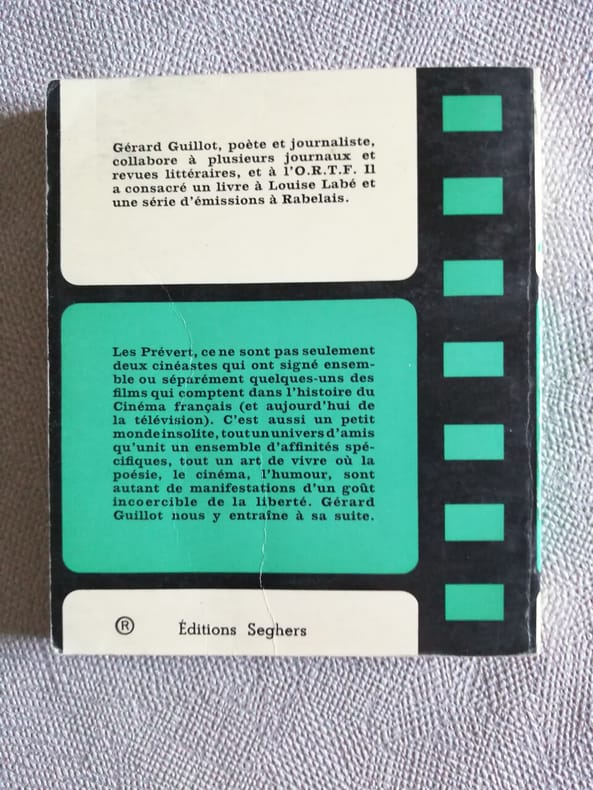 Gérard Guillot, poète et journaliste,
collabore à plusieurs journaux et
revues littéraires, et à l'O.R.T.F. Il
a consacré un livre à Louise Labé et
une série d'émissions à Rabelais.
Les Prévert, ce ne sont pas seulement
deux cinéastes qui ont signé ensem-
ble ou séparément quelques-uns des
films qui comptent dans l'histoire du
Cinéma français (et aujourd'hui de
la télévision). C'est aussi un petit
monde insolite, tout un univers d'amis
qu'unit un ensemble d'affinités spé-
cifiques, tout un art de vivre où la
poésie, le cinéma, l'humour, sont
autant de manifestations d'un goût
incoercible de la liberté. Gérard
Guillot nous y entraîne à sa suite.
® Éditions Seghers